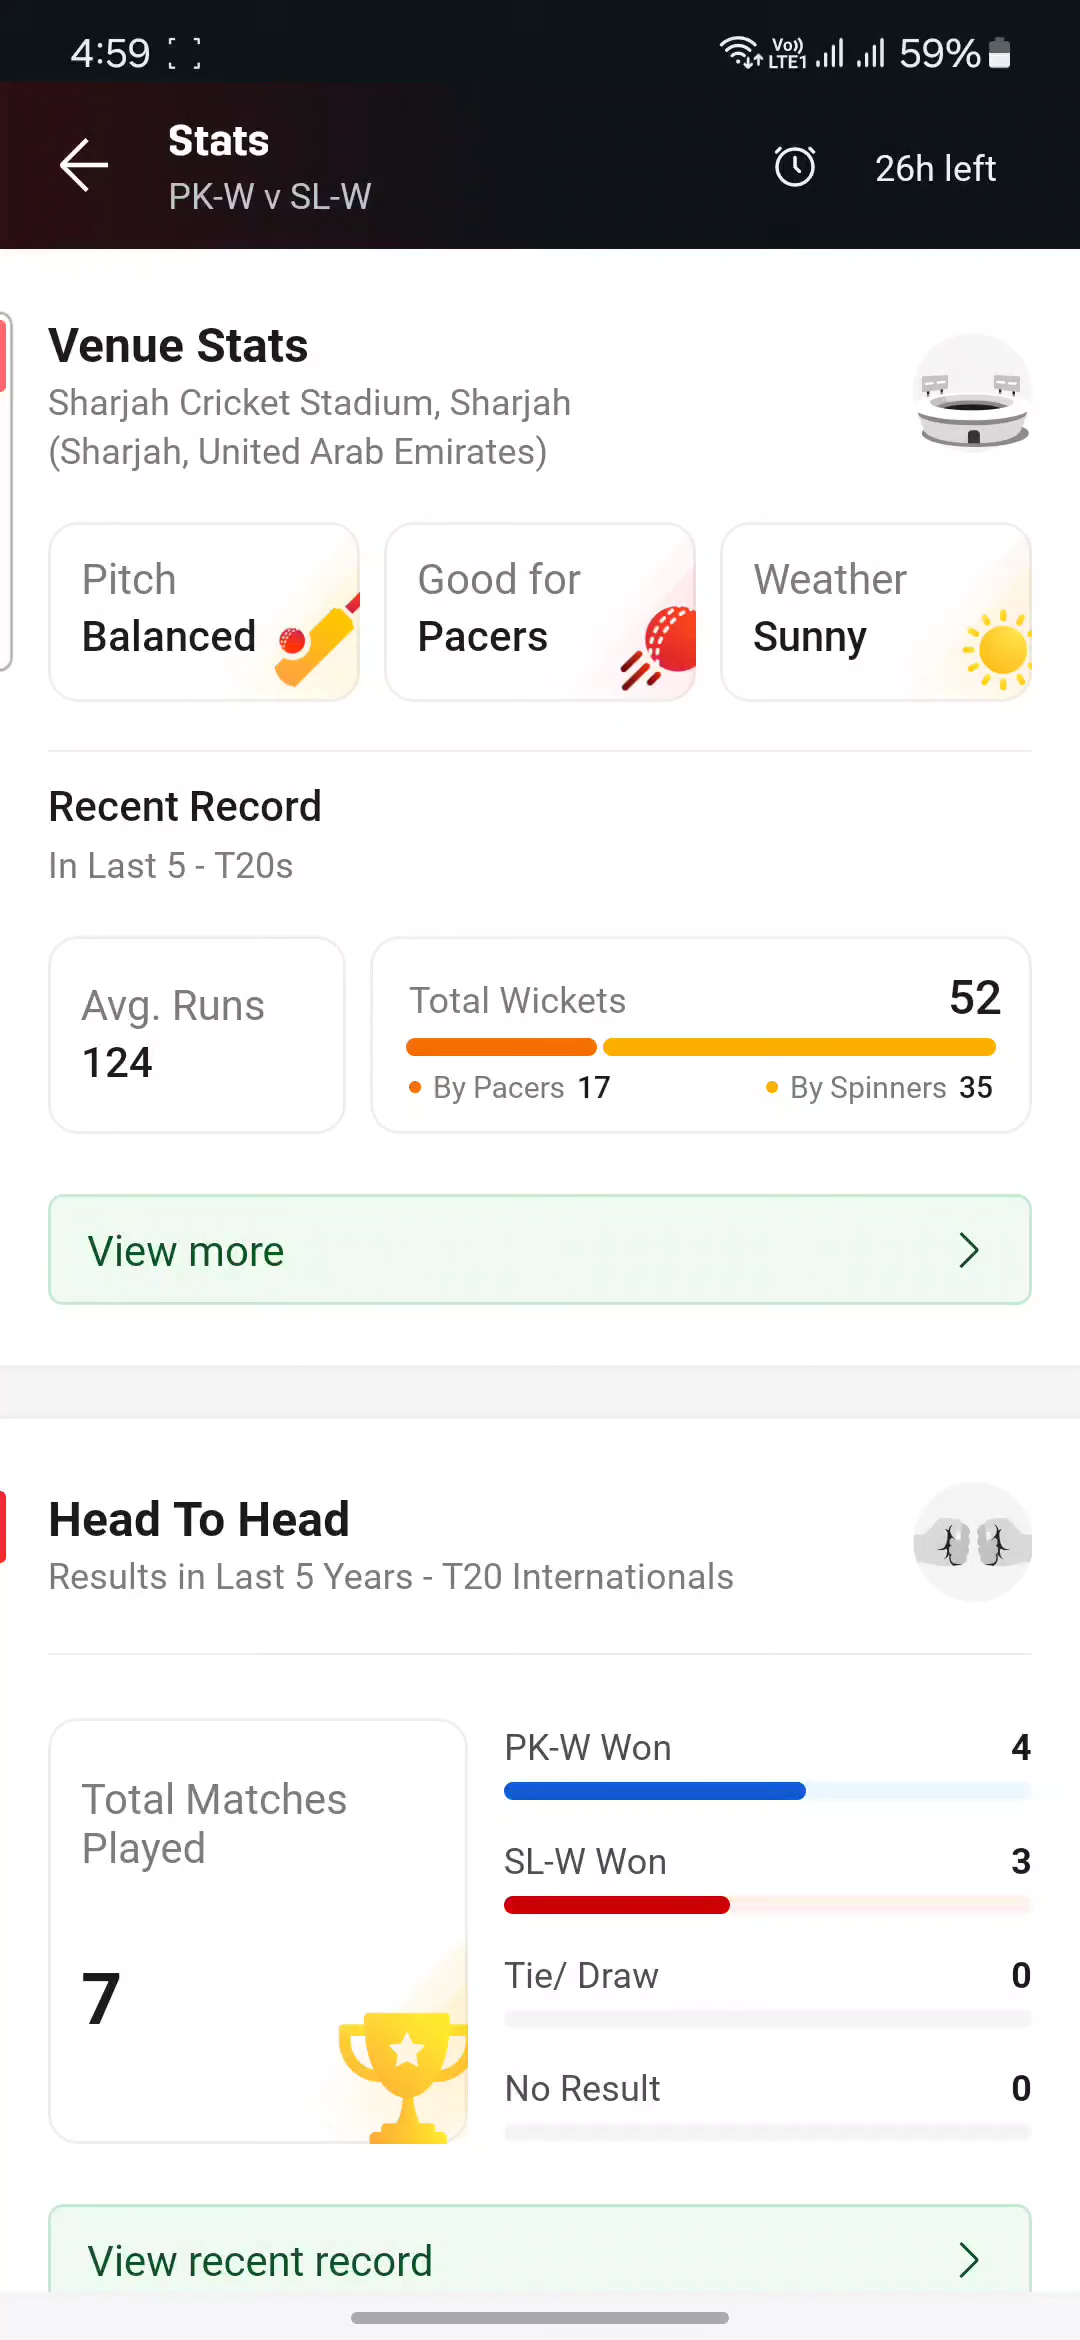 4:59
Vo))
LTE1
59%
Stats
PK-W v SL-W
26h left
Venue Stats
Sharjah Cricket Stadium, Sharjah
(Sharjah, United Arab Emirates)
Pitch
Balanced
Good for
Pacers
Weather
Sunny
Recent Record
In Last 5 - T20s
Avg. Runs
124
Total Wickets
52
By Pacers 17
By Spinners 35
View more
Head To Head
Results in Last 5 Years - T20 Internationals
Total Matches
Played
7
PK-W Won 4
SL-W Won 3
Tie/ Draw 0
No Result 0
View recent record